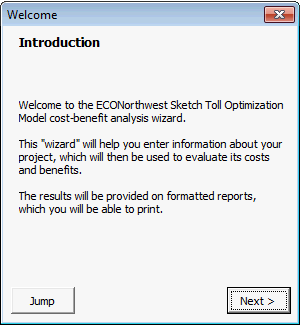 Welcome
Introduction
Welcome to the ECONorthwest Sketch Toll Optimization
Model cost-benefit analysis wizard.
This "wizard" will help you enter information about your
project, which will then be used to evaluate its costs
and benefits.
The results will be provided on formatted reports,
which you will be able to print.
Jump
Next >